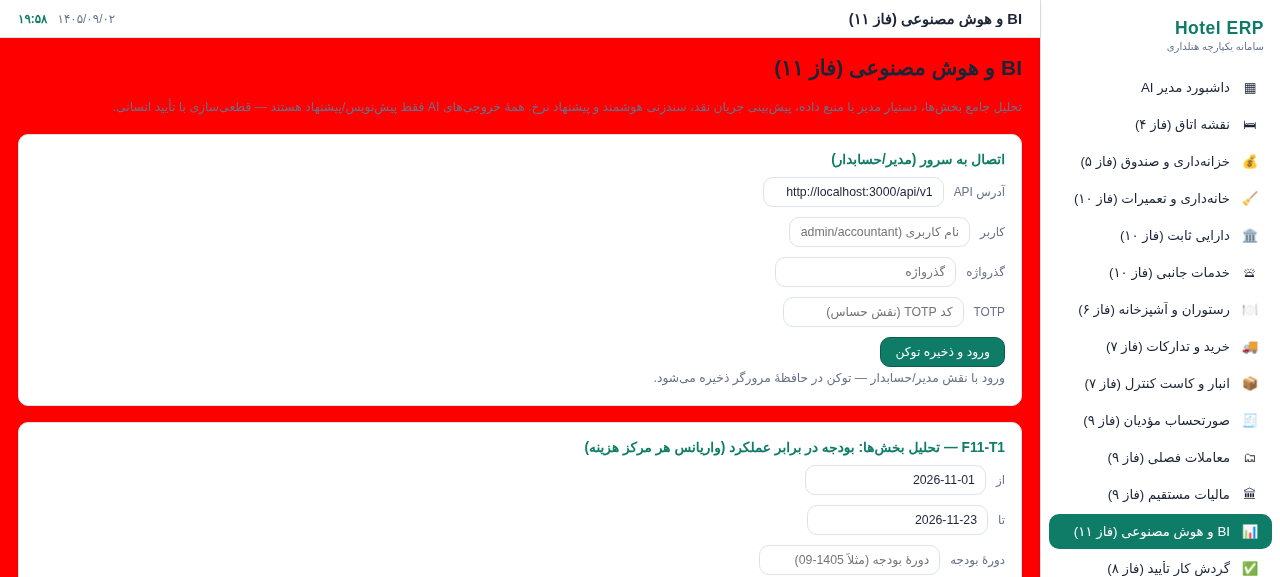 Hotel ERP
سامانه یکپارچه هتلداری
داشبورد مدیر AI
نقشه اتاق (فاز ۴)
خزانه‌داری و صندوق (فاز ۵)
خانه‌داری و تعمیرات (فاز ۱۰)
دارایی ثابت (فاز ۱۰)
خدمات جانبی (فاز ۱۰)
رستوران و آشپزخانه (فاز ۶)
خرید و تدارکات (فاز ۷)
انبار و کاست کنترل (فاز ۷)
صورتحساب مؤدیان (فاز ۹)
معاملات فصلی (فاز ۹)
مالیات مستقیم (فاز ۹)
BI و هوش مصنوعی (فاز ۱۱)
گردش کار تأیید (فاز ۸)
BI و هوش مصنوعی (فاز ۱۱)
۱۴۰۵/۰۹/۰۲ ۱۹:۵۸
BI و هوش مصنوعی (فاز ۱۱)
تحلیل جامع بخش‌ها، دستیار مدیر با منبع داده، پیش‌بینی جریان نقد، سندزنی هوشمند و پیشنهاد نرخ. همهٔ خروجی‌های AI فقط پیش‌نویس/پیشنهاد هستند — قطعی‌سازی با تأیید انسانی.
اتصال به سرور (مدیر/حسابدار)
آدرس API http://localhost:3000/api/v1
کاربر نام کاربری (admin/accountant)
گذرواژه گذرواژه
TOTP کد TOTP (نقش حساس)
ورود و ذخیره توکن
ورود با نقش مدیر/حسابدار — توکن در حافظهٔ مرورگر ذخیره می‌شود.
F11-T1 — تحلیل بخش‌ها: بودجه در برابر عملکرد (واریانس هر مرکز هزینه)
از 2026-11-01
تا 2026-11-23
دورهٔ بودجه دورهٔ بودجه (مثلاً 1405-09)